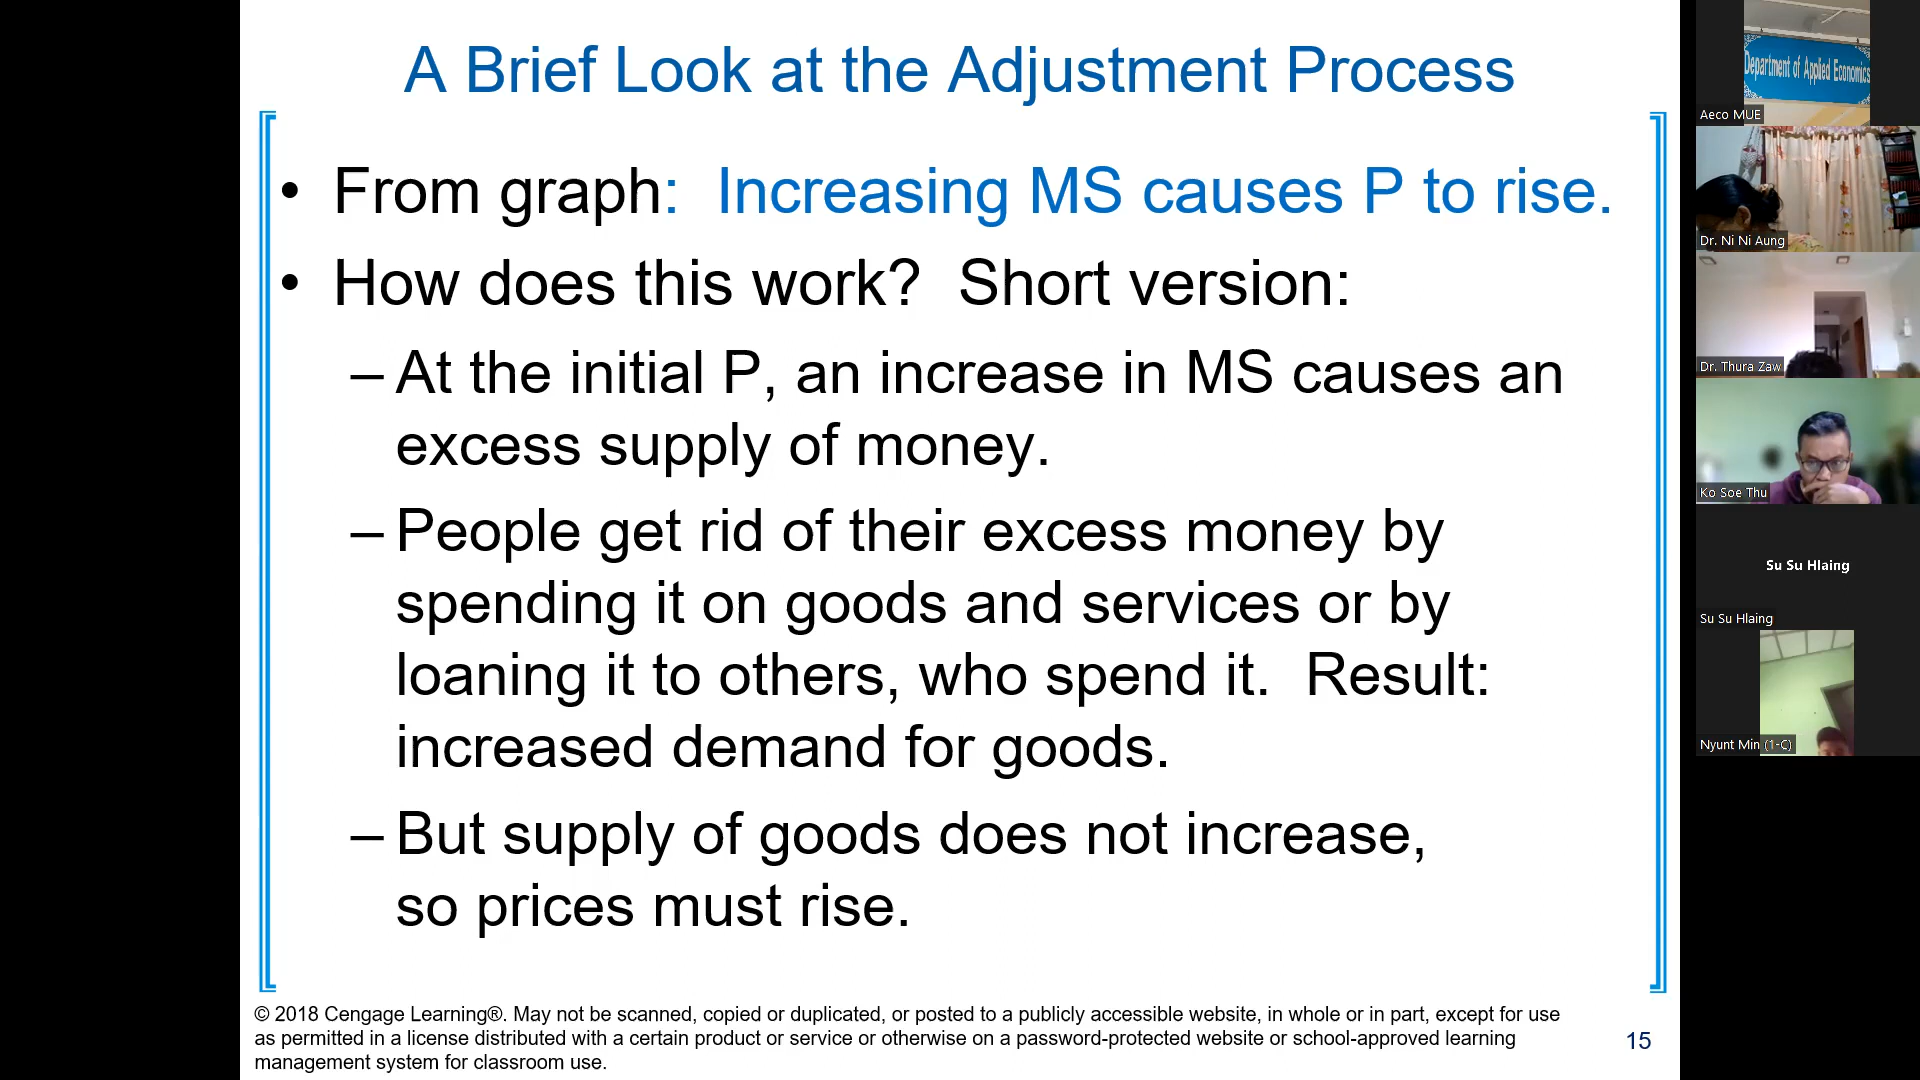 A Brief Look at the Adjustment Process
• From graph: Increasing MS causes P to rise.
• How does this work? Short version:
– At the initial P, an increase in MS causes an
excess supply of money.
– People get rid of their excess money by
spending it on goods and services or by
loaning it to others, who spend it. Result:
increased demand for goods.
– But supply of goods does not increase,
so prices must rise.
© 2018 Cengage Learning®. May not be scanned, copied or duplicated, or posted to a publicly accessible website, in whole or in part, except for use
as permitted in a license distributed with a certain product or service or otherwise on a password-protected website or school-approved learning
management system for classroom use.
15
Department of Applied Economics
Aeco MUE
Dr. Ni Ni Aung
Dr. Thura Zaw
Ko Soe Thu
Su Su Hlaing
Su Su Hlaing
Nyunt Min (1-C)